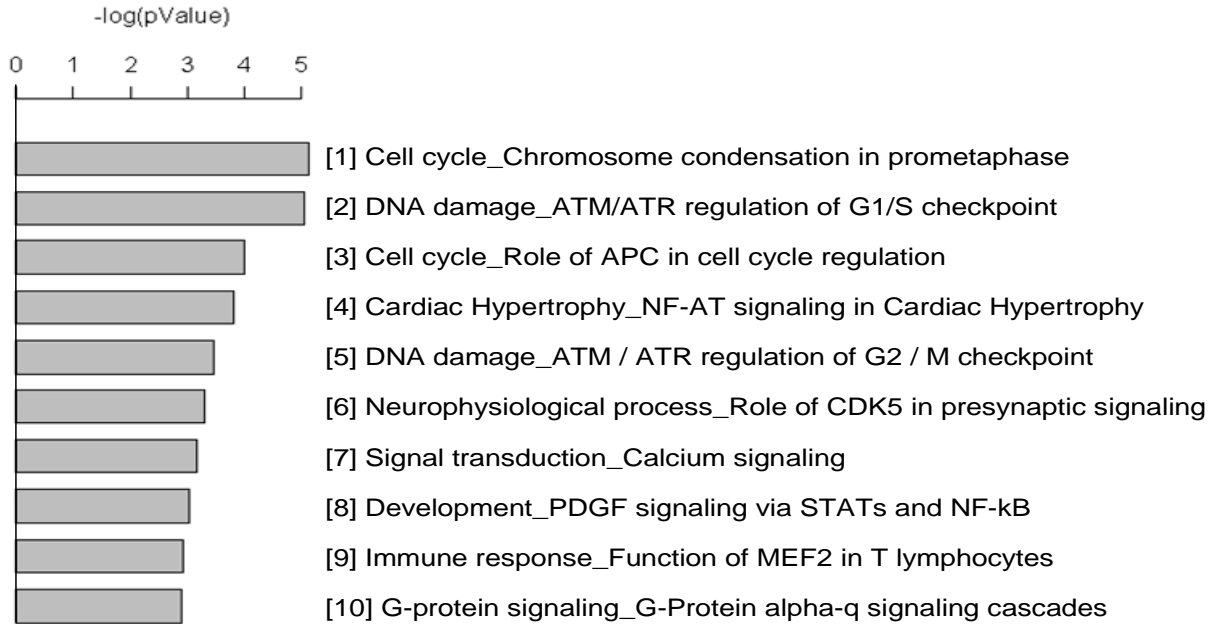 -log(pValue)
0 1 2 3 4 5
[1] Cell cycle_Chromosome condensation in prometaphase
[2] DNA damage_ATM/ATR regulation of G1/S checkpoint
[3] Cell cycle_Role of APC in cell cycle regulation
[4] Cardiac Hypertrophy_NF-AT signaling in Cardiac Hypertrophy
[5] DNA damage_ATM / ATR regulation of G2 / M checkpoint
[6] Neurophysiological process_Role of CDK5 in presynaptic signaling
[7] Signal transduction_Calcium signaling
[8] Development_PDGF signaling via STATs and NF-kB
[9] Immune response_Function of MEF2 in T lymphocytes
[10] G-protein signaling_G-Protein alpha-q signaling cascades